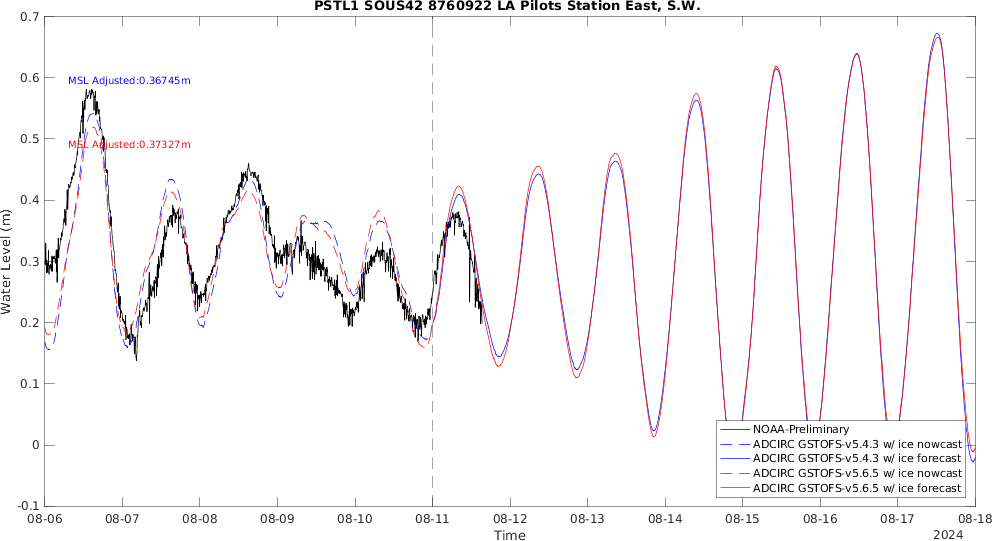 PSTL1 SOUS42 8760922 LA Pilots Station East, S.W.
0.7
0.6
0.5
0.4
0.3
0.2
0.1
0
-0.1
Water Level (m)
MSL Adjusted:0.36745m
MSL Adjusted:0.37327m
NOAA-Preliminary
ADCIRC GSTOFS-v5.4.3 w/ ice nowcast
ADCIRC GSTOFS-v5.4.3 w/ ice forecast
ADCIRC GSTOFS-v5.6.5 w/ ice nowcast
ADCIRC GSTOFS-v5.6.5 w/ ice forecast
08-06 08-07 08-08 08-09 08-10 08-11 08-12 08-13 08-14 08-15 08-16 08-17 08-18
Time
2024